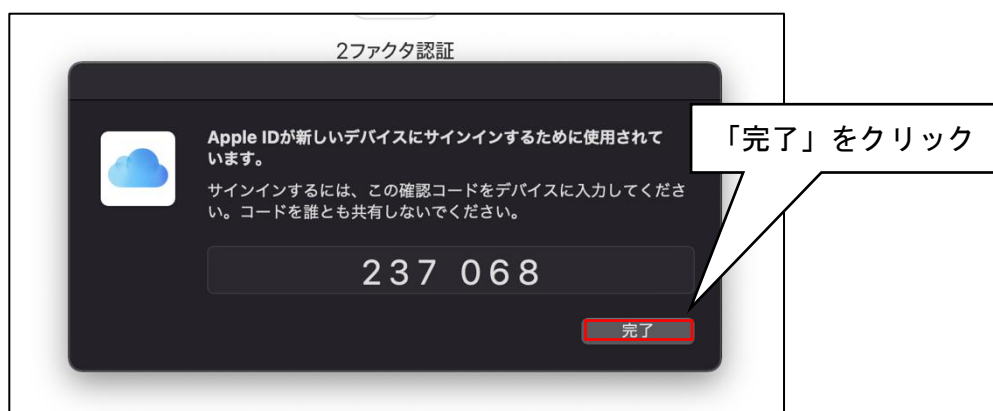 2ファクタ認証
Apple IDが新しいデバイスにサインインするために使用されて
います。
サインインするには、この確認コードをデバイスに入力してくださ
い。コードを誰とも共有しないでください。
237 068
完了
「完了」をクリック